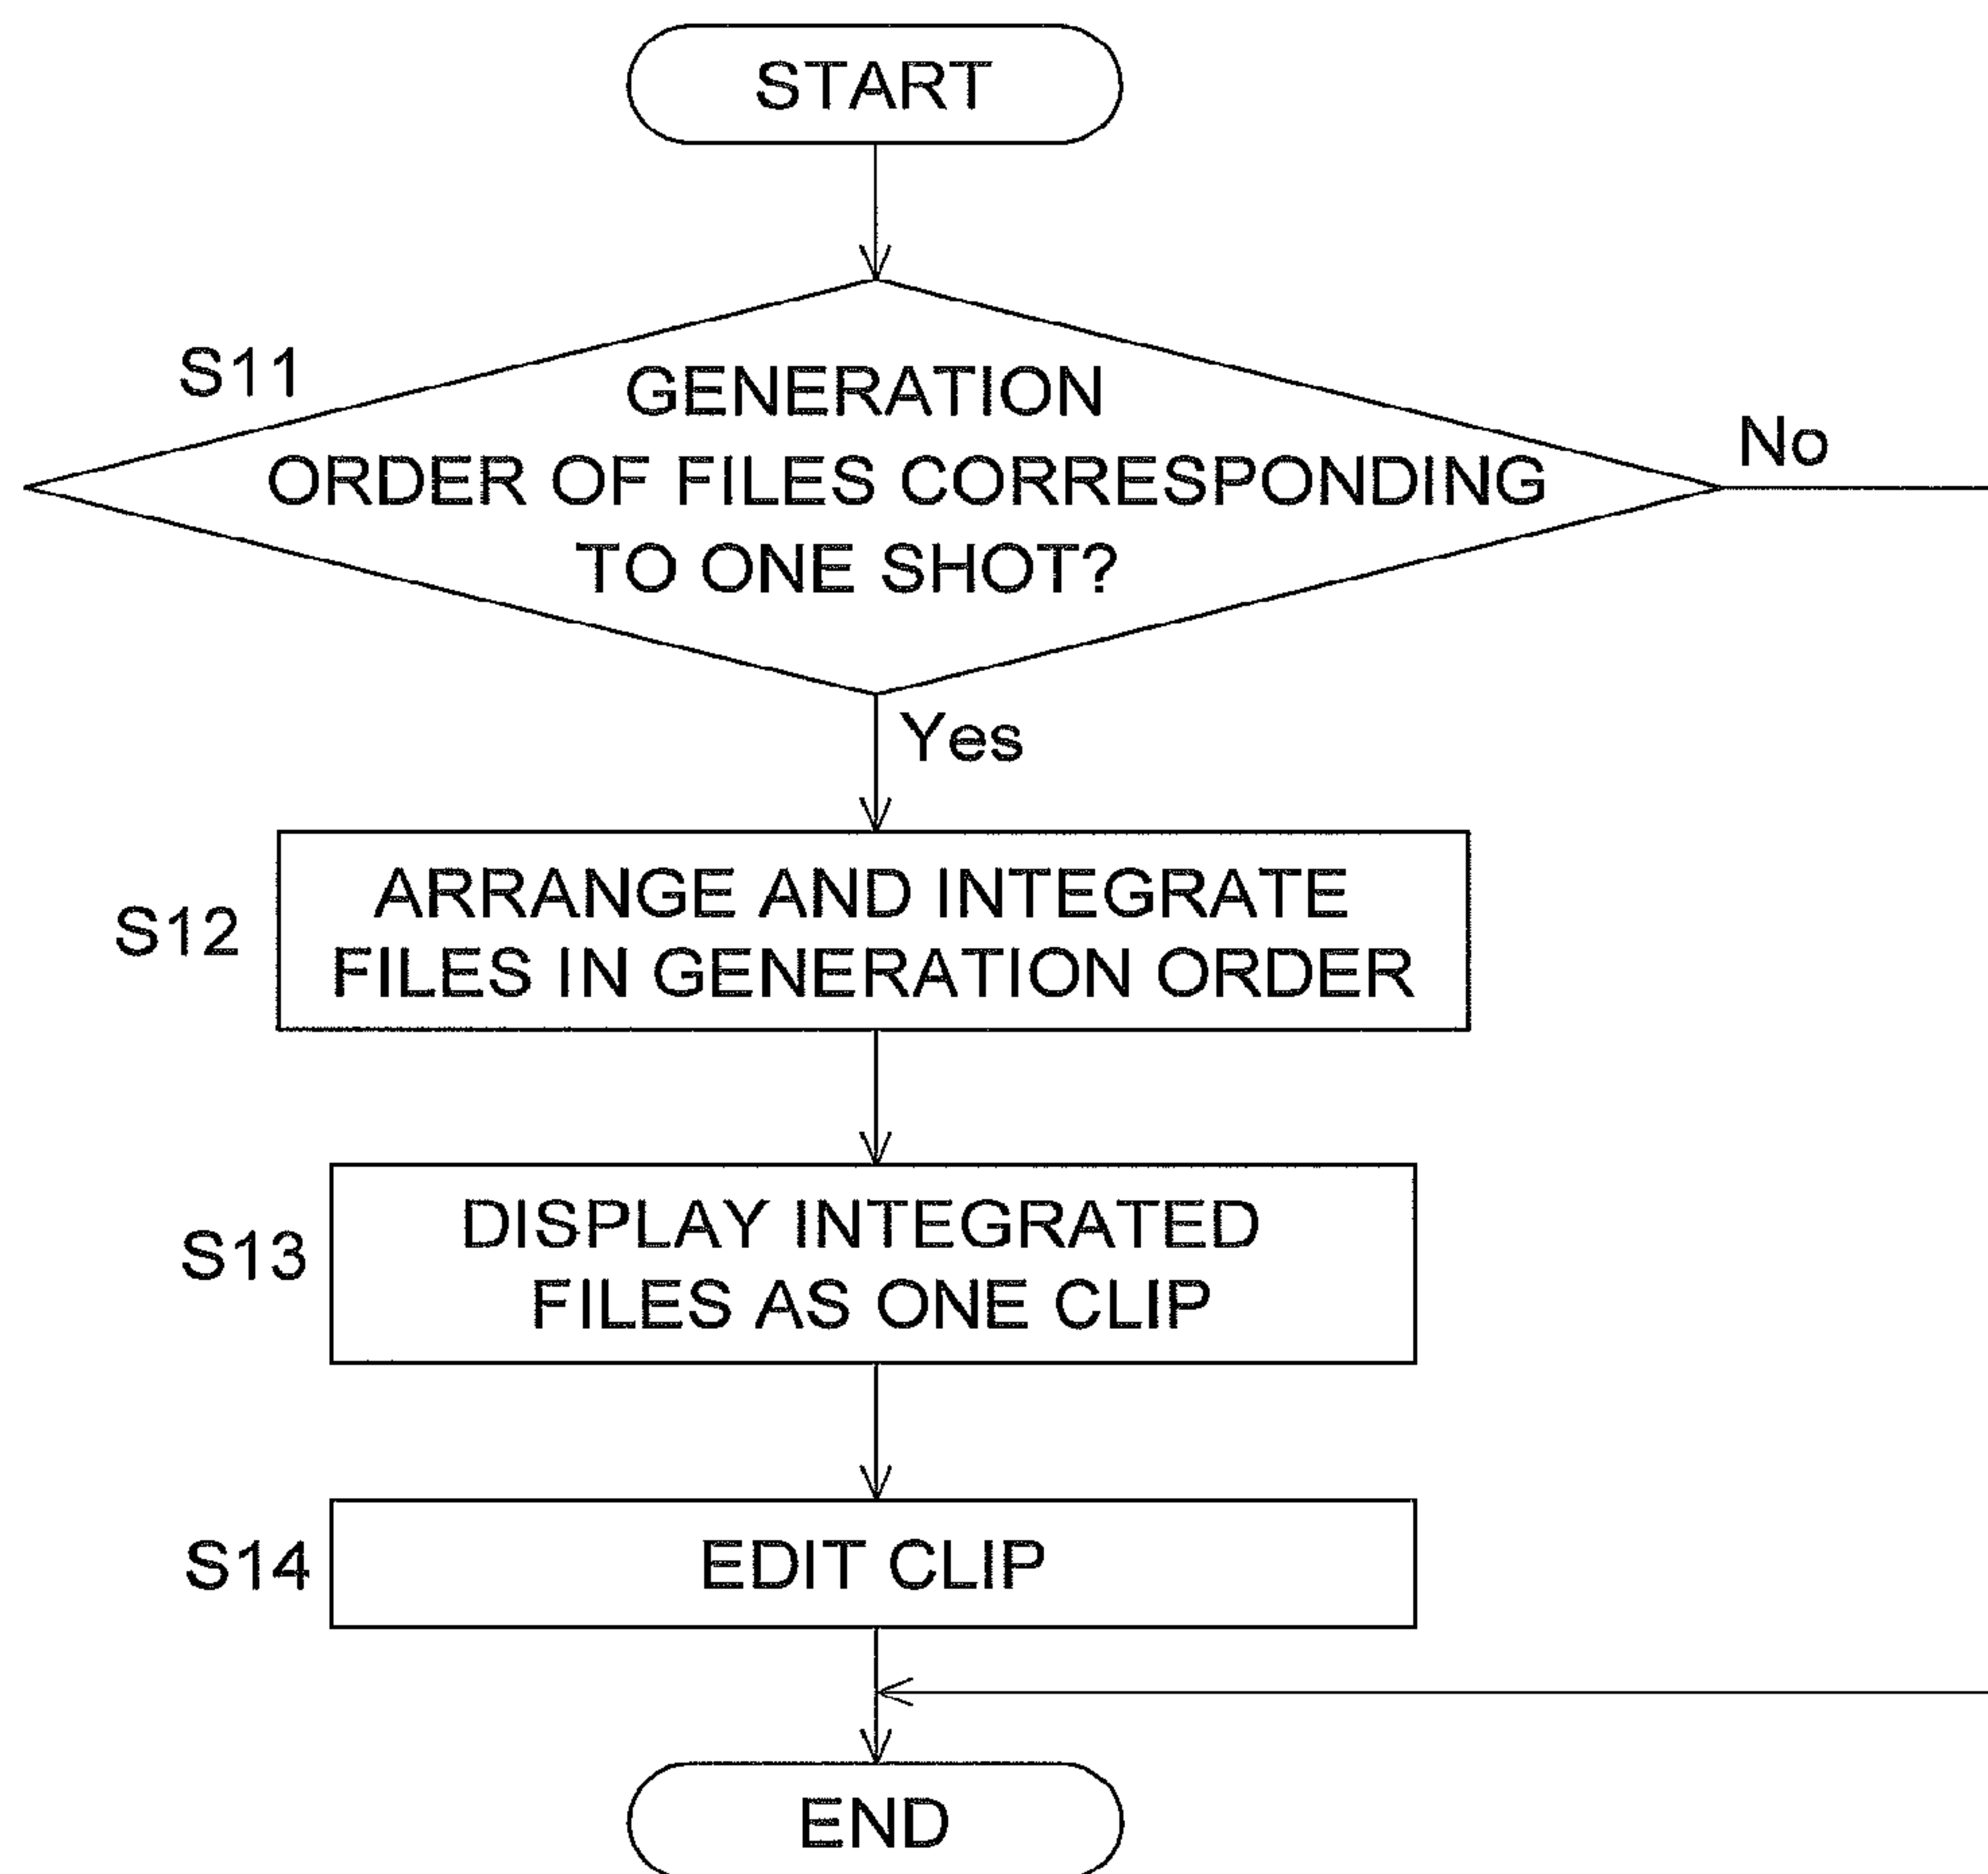 START
S11
GENERATION
ORDER OF FILES CORRESPONDING
TO ONE SHOT?
No
Yes
S12
ARRANGE AND INTEGRATE
FILES IN GENERATION ORDER
S13
DISPLAY INTEGRATED
FILES AS ONE CLIP
S14
EDIT CLIP
END